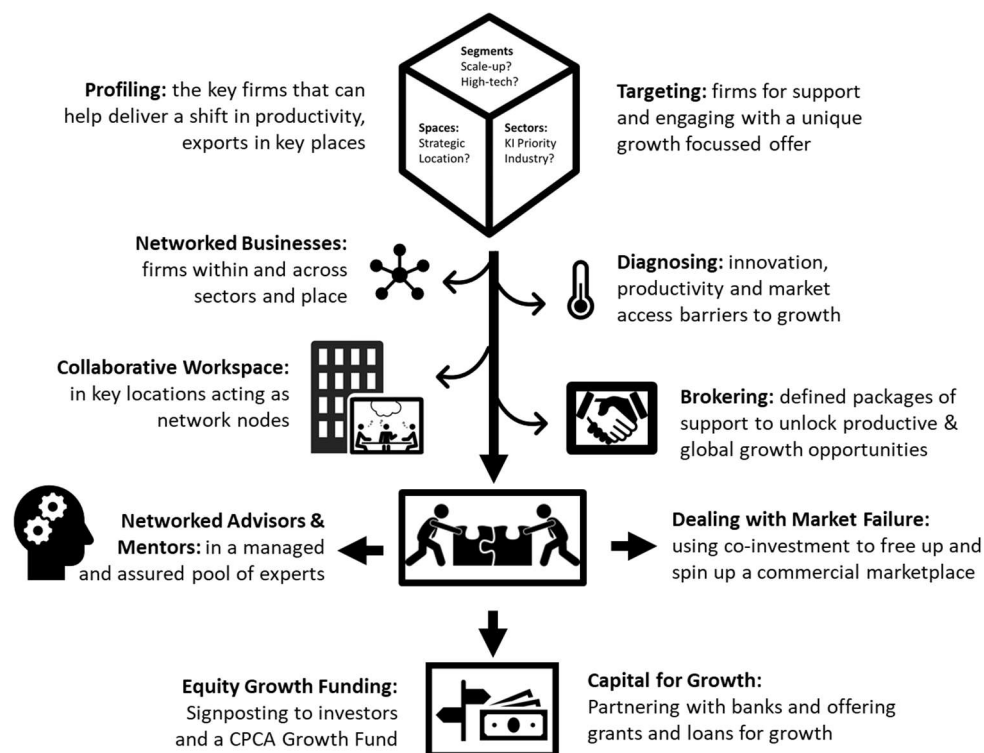 Segments
Scale-up?
High-tech?
Profiling: the key firms that can
help deliver a shift in productivity,
exports in key places
Spaces:
Strategic
Location?
Sectors:
KI Priority
Industry?
Targeting: firms for support
and engaging with a unique
growth focussed offer
Networked Businesses:
firms within and across
sectors and place
Diagnosing: innovation,
productivity and market
access barriers to growth
Collaborative Workspace:
in key locations acting as
network nodes
Brokering: defined packages of
support to unlock productive &
global growth opportunities
Networked Advisors &
Mentors: in a managed
and assured pool of experts
Dealing with Market Failure:
using co-investment to free up and
spin up a commercial marketplace
Equity Growth Funding:
Signposting to investors
and a CPCA Growth Fund
Capital for Growth:
Partnering with banks and offering
grants and loans for growth